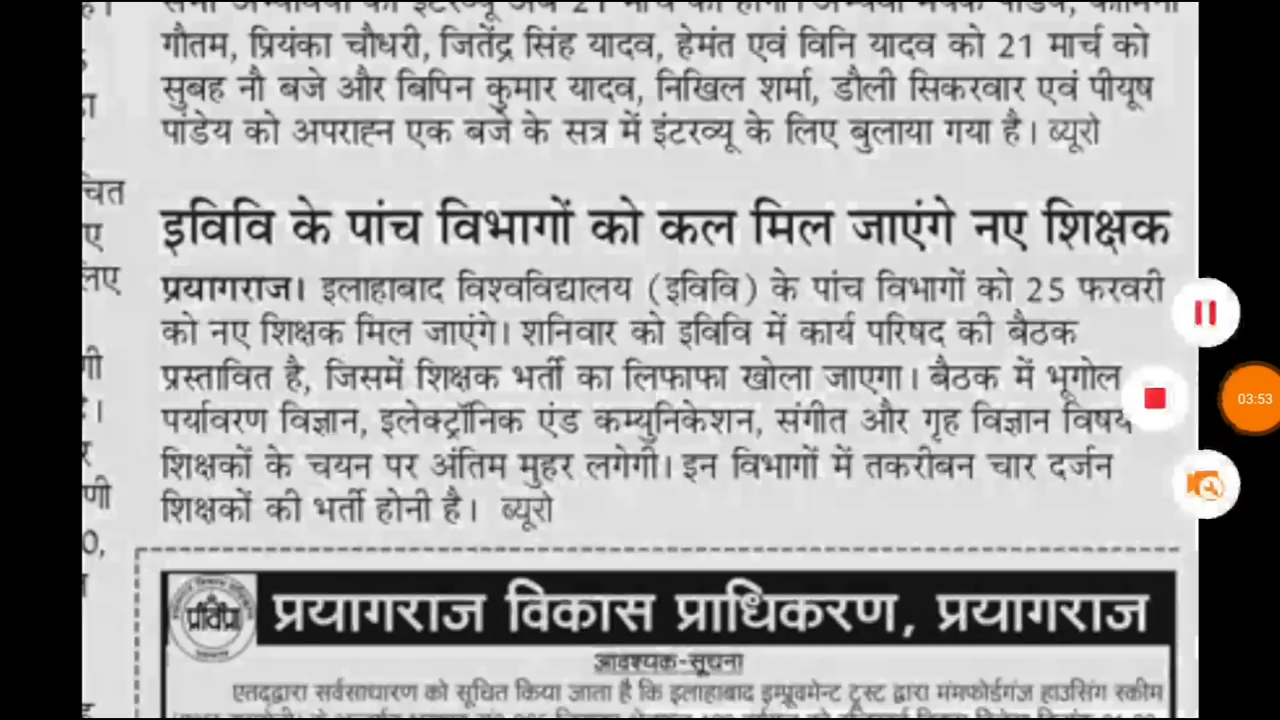 गौतम, प्रियंका चौधरी, जितेंद्र सिंह यादव, हेमंत एवं विनि यादव को 21 मार्च को
सुबह नौ बजे और बिपिन कुमार यादव, निखिल शर्मा, डौली सिकरवार एवं पीयूष
पांडेय को अपराह्न एक बजे के सत्र में इंटरव्यू के लिए बुलाया गया है। ब्यूरो
इविवि के पांच विभागों को कल मिल जाएंगे नए शिक्षक
प्रयागराज। इलाहाबाद विश्वविद्यालय (इविवि) के पांच विभागों को 25 फरवरी
को नए शिक्षक मिल जाएंगे। शनिवार को इविवि में कार्य परिषद की बैठक
प्रस्तावित है, जिसमें शिक्षक भर्ती का लिफाफा खोला जाएगा। बैठक में भूगोल
पर्यावरण विज्ञान, इलेक्ट्रॉनिक एंड कम्युनिकेशन, संगीत और गृह विज्ञान विषय
शिक्षकों के चयन पर अंतिम मुहर लगेगी। इन विभागों में तकरीबन चार दर्जन
शिक्षकों की भर्ती होनी है। ब्यूरो
03:53
प्रयागराज विकास प्राधिकरण, प्रयागराज
आवश्यक-सूचना
एतद्द्वारा सर्वसाधारण को सूचित किया जाता है कि इलाहाबाद इम्प्रूवमेन्ट ट्रस्ट द्वारा मंमफोर्डगंज हाउसिंग स्कीम